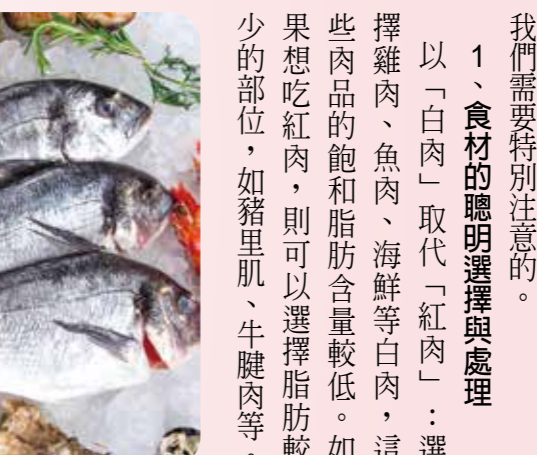 我們需要特別注意的。
1、食材的聰明選擇與處理
以「白肉」取代「紅肉」：選
擇雞肉、魚肉、海鮮等白肉，這
些肉品的飽和脂肪含量較低。如
果想吃紅肉，則可以選擇脂肪較
少的部位，如豬里肌、牛腱肉等。